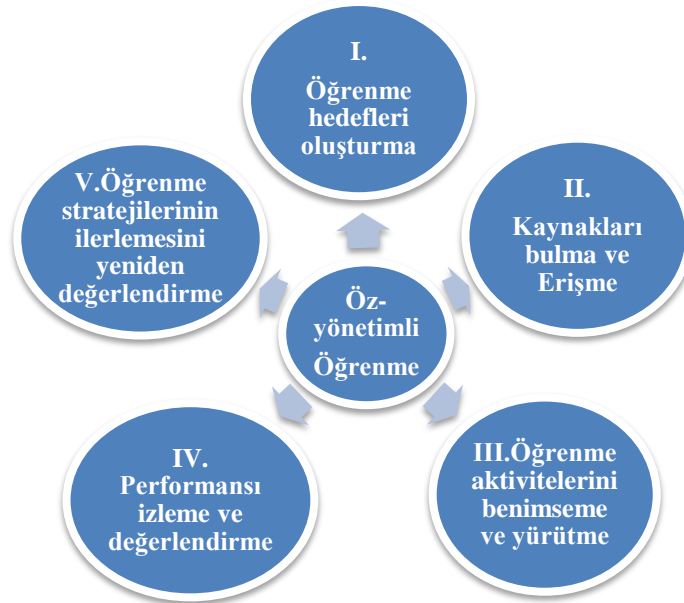 I.
Öğrenme
hedefleri
oluşturma
II.
Kaynakları
bulma ve
Erişme
III.Öğrenme
aktivitelerini
benimseme
ve yürütme
IV.
Performansı
izleme ve
değerlendirme
V.Öğrenme
stratejilerinin
ilerlemesini
yeniden
değerlendirme
Öz-
yönetimli
Öğrenme